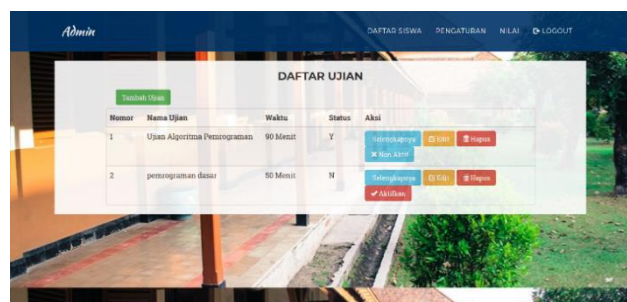 Admin DAFTAR SISWA PENGATURAN NILAI LOGOUT
DAFTAR UJIAN
Tambah Ujian
Nomor Nama Ujian Waktu Status Aksi
1 Ujian Algoritma Pemrograman 90 Menit Y Selengkapnya Edit Hapus
Non Aktif
2 pemrograman dasar 50 Menit N Selengkapnya Edit Hapus
Aktifkan